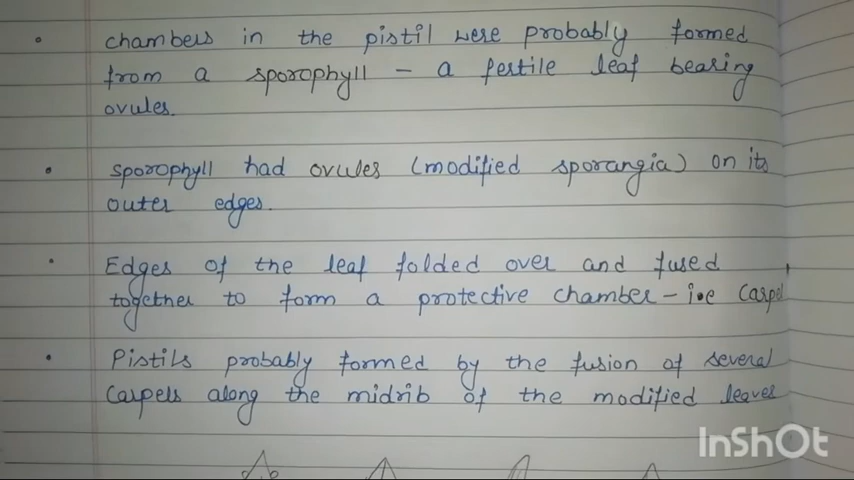 • chambers in the pistil were probably formed
from a sporophyll - a fertile leaf bearing
ovules.
• sporophyll had ovules (modified sporangia) on its
outer edges.
• Edges of the leaf folded over and fused
together to form a protective chamber - i.e Carpel
• Pistils probably formed by the fusion of several
Carpels along the midrib of the modified leaves
InShOt